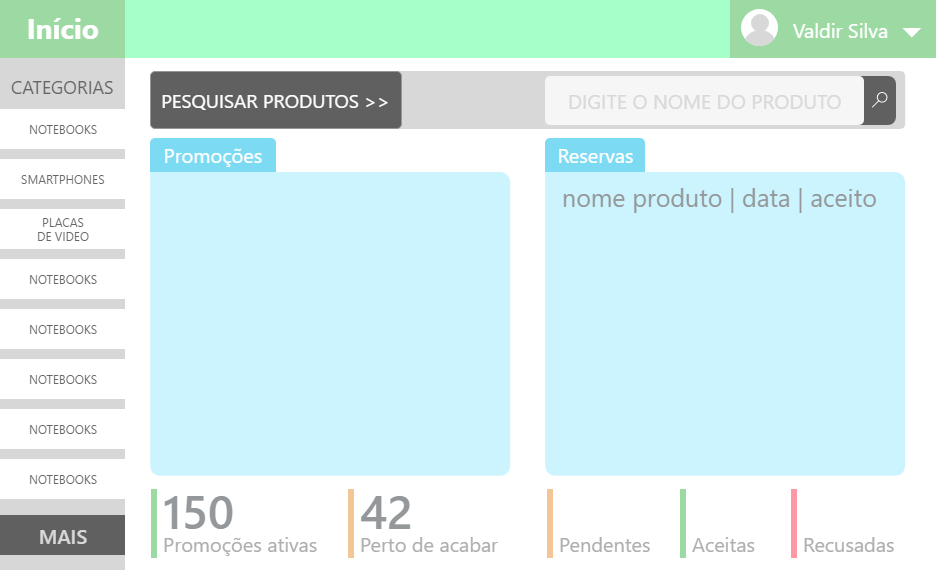 Início
Valdir Silva
CATEGORIAS
NOTEBOOKS
SMARTPHONES
PLACAS
DE VIDEO
NOTEBOOKS
NOTEBOOKS
NOTEBOOKS
NOTEBOOKS
NOTEBOOKS
MAIS
PESQUISAR PRODUTOS >>
DIGITE O NOME DO PRODUTO
Promoções
Reservas
nome produto | data | aceito
150
Promoções ativas
42
Perto de acabar
Pendentes
Aceitas
Recusadas